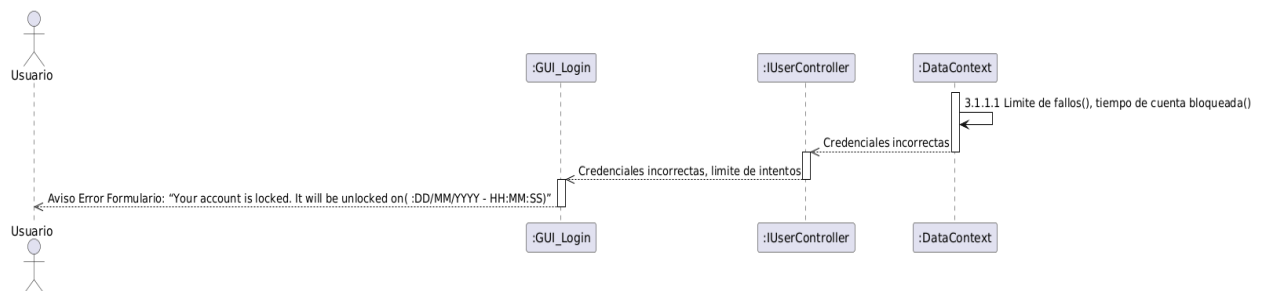 Usuario
:GUI_Login
:IUserController
:DataContext
3.1.1.1 Limite de fallos(), tiempo de cuenta bloqueada()
Credenciales incorrectas
Credenciales incorrectas, limite de intentos
Aviso Error Formulario: “Your account is locked. It will be unlocked on( :DD/MM/YYYY - HH:MM:SS)”
Usuario
:GUI_Login
:IUserController
:DataContext